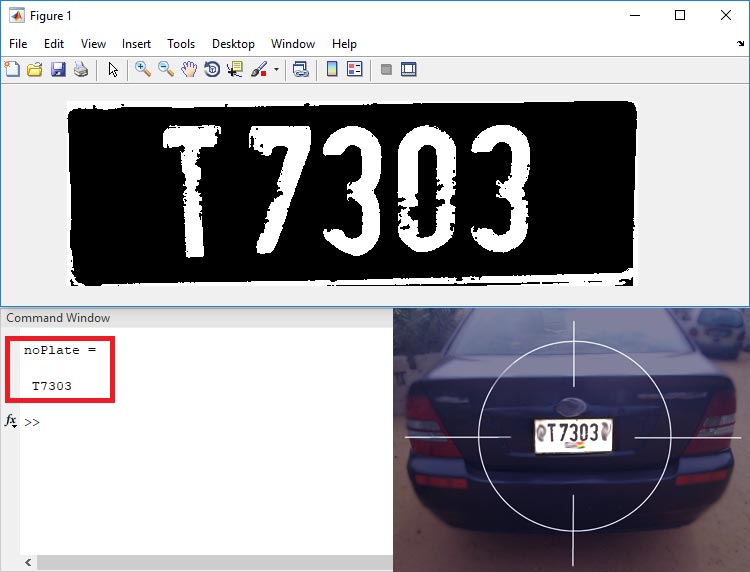 Figure 1
File Edit View Insert Tools Desktop Window Help
T7303
Command Window
noPlate =
T7303
fx >>
T7303